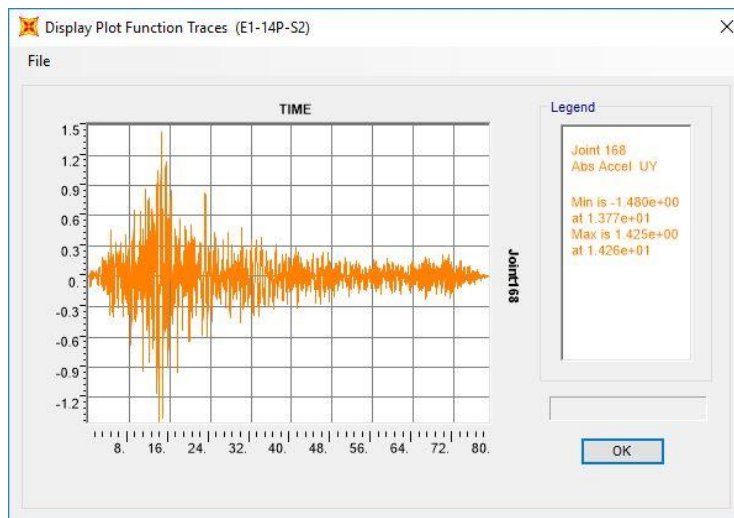 Display Plot Function Traces (E1-14P-S2)
File
TIME
1.5
1.2
0.9
0.6
0.3
0.
-0.3
-0.6
-0.9
-1.2
8. 16. 24. 32. 40. 48. 56. 64. 72. 80.
Joint168
Legend
Joint 168
Abs Accel UY
Min is -1.480e+00
at 1.377e+01
Max is 1.425e+00
at 1.426e+01
OK